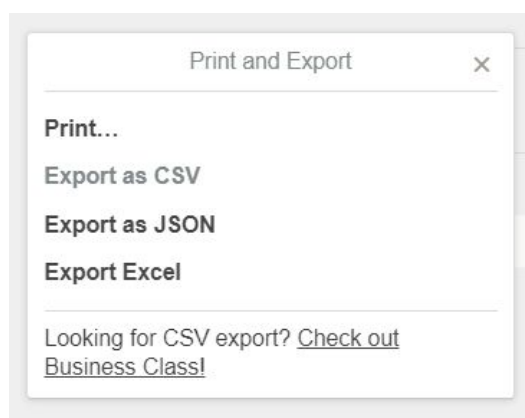 Print and Export ×
Print...
Export as CSV
Export as JSON
Export Excel
Looking for CSV export? Check out
Business Class!